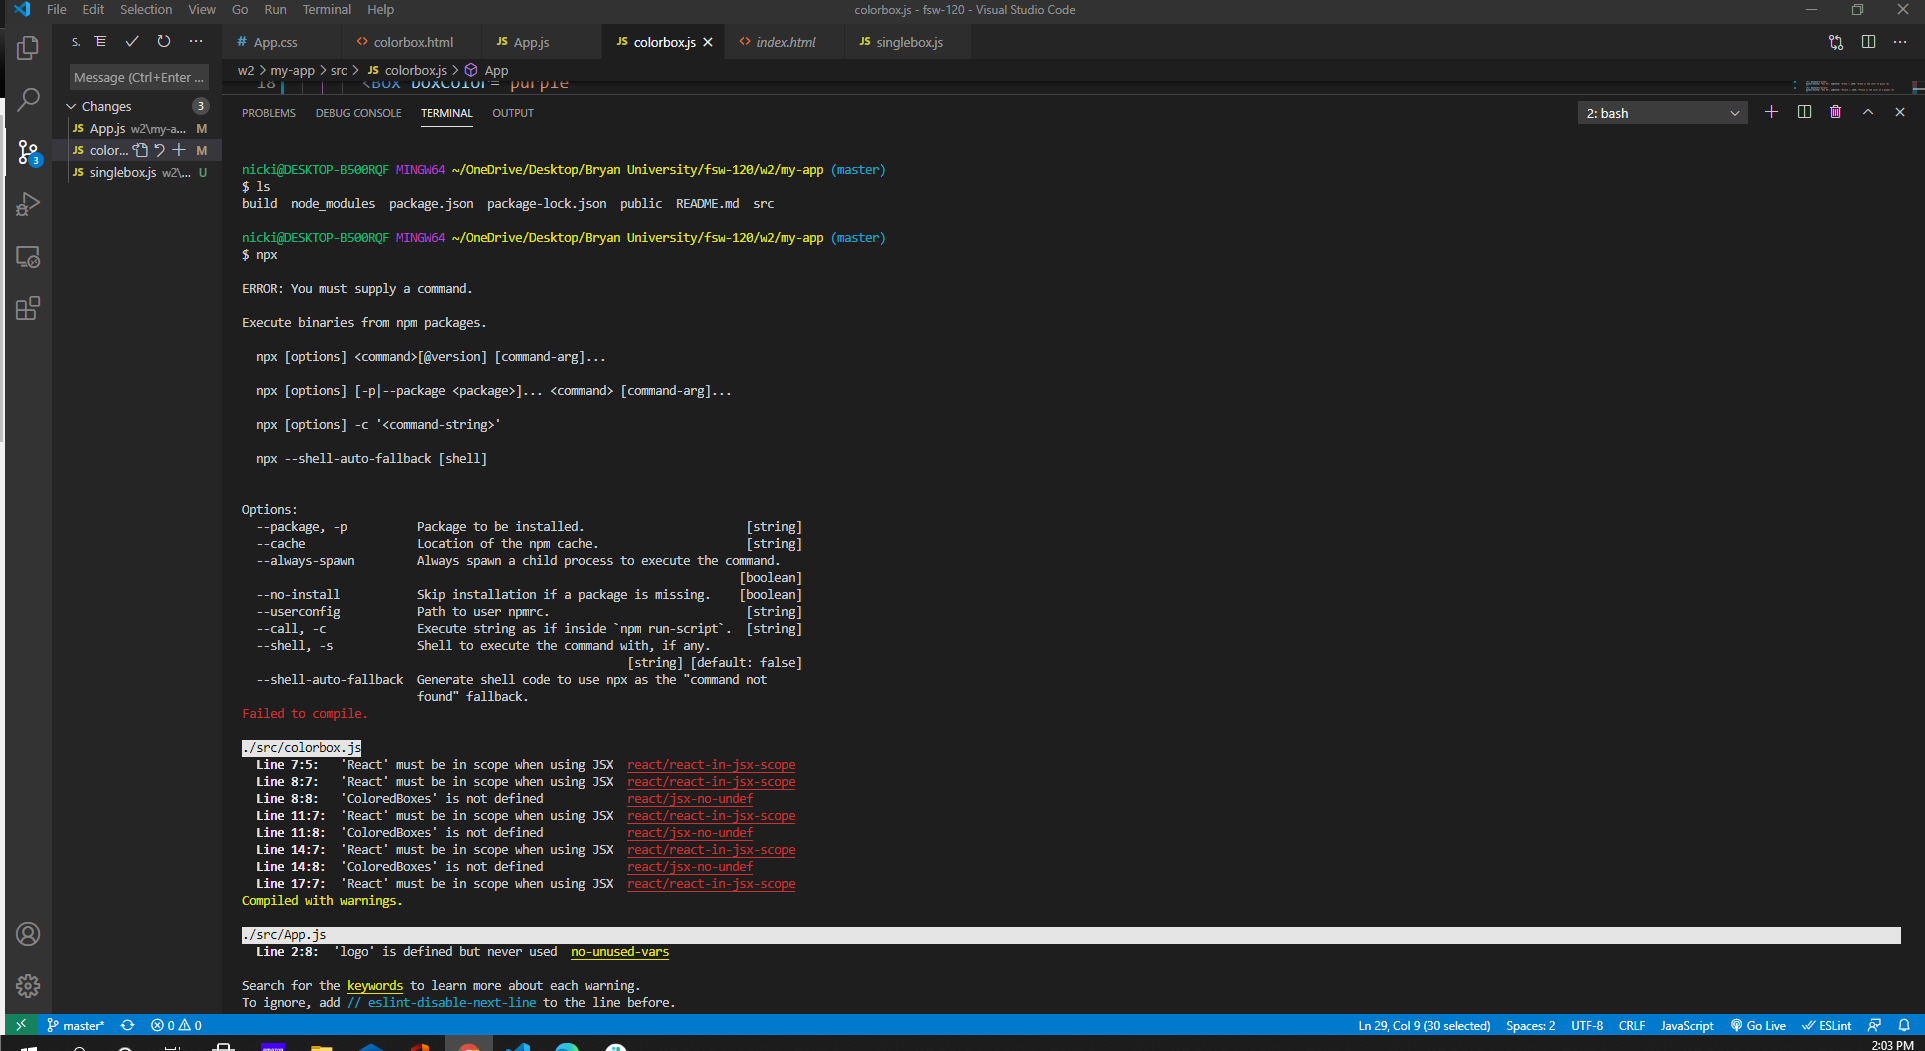 File Edit Selection View Go Run Terminal Help
colorbox.js - fsw-120 - Visual Studio Code
S.
# App.css
<> colorbox.html
JS App.js
JS colorbox.js
<> index.html
JS singlebox.js
Message (Ctrl+Enter ...
w2 > my-app > src > JS colorbox.js > App
Changes 3
18 <Box boxColor= purple
JS App.js w2\my-a... M
JS color... M
JS singlebox.js w2\... U
3
PROBLEMS DEBUG CONSOLE TERMINAL OUTPUT
2: bash
nicki@DESKTOP-B500RQF MINGW64 ~/OneDrive/Desktop/Bryan University/fsw-120/w2/my-app (master)
$ ls
build node_modules package.json package-lock.json public README.md src
nicki@DESKTOP-B500RQF MINGW64 ~/OneDrive/Desktop/Bryan University/fsw-120/w2/my-app (master)
$ npx
ERROR: You must supply a command.
Execute binaries from npm packages.
npx [options] <command>[@version] [command-arg]...
npx [options] [-p|--package <package>]... <command> [command-arg]...
npx [options] -c '<command-string>'
npx --shell-auto-fallback [shell]
Options:
--package, -p Package to be installed. [string]
--cache Location of the npm cache. [string]
--always-spawn Always spawn a child process to execute the command.
[boolean]
--no-install Skip installation if a package is missing. [boolean]
--userconfig Path to user npmrc. [string]
--call, -c Execute string as if inside `npm run-script`. [string]
--shell, -s Shell to execute the command with, if any.
[string] [default: false]
--shell-auto-fallback Generate shell code to use npx as the "command not
found" fallback.
Failed to compile.
./src/colorbox.js
Line 7:5: 'React' must be in scope when using JSX react/react-in-jsx-scope
Line 8:7: 'React' must be in scope when using JSX react/react-in-jsx-scope
Line 8:8: 'ColoredBoxes' is not defined react/jsx-no-undef
Line 11:7: 'React' must be in scope when using JSX react/react-in-jsx-scope
Line 11:8: 'ColoredBoxes' is not defined react/jsx-no-undef
Line 14:7: 'React' must be in scope when using JSX react/react-in-jsx-scope
Line 14:8: 'ColoredBoxes' is not defined react/jsx-no-undef
Line 17:7: 'React' must be in scope when using JSX react/react-in-jsx-scope
Compiled with warnings.
./src/App.js
Line 2:8: 'logo' is defined but never used no-unused-vars
Search for the keywords to learn more about each warning.
To ignore, add // eslint-disable-next-line to the line before.
master* 0 0
Ln 29, Col 9 (30 selected) Spaces: 2 UTF-8 CRLF JavaScript Go Live ESLint
2:03 PM